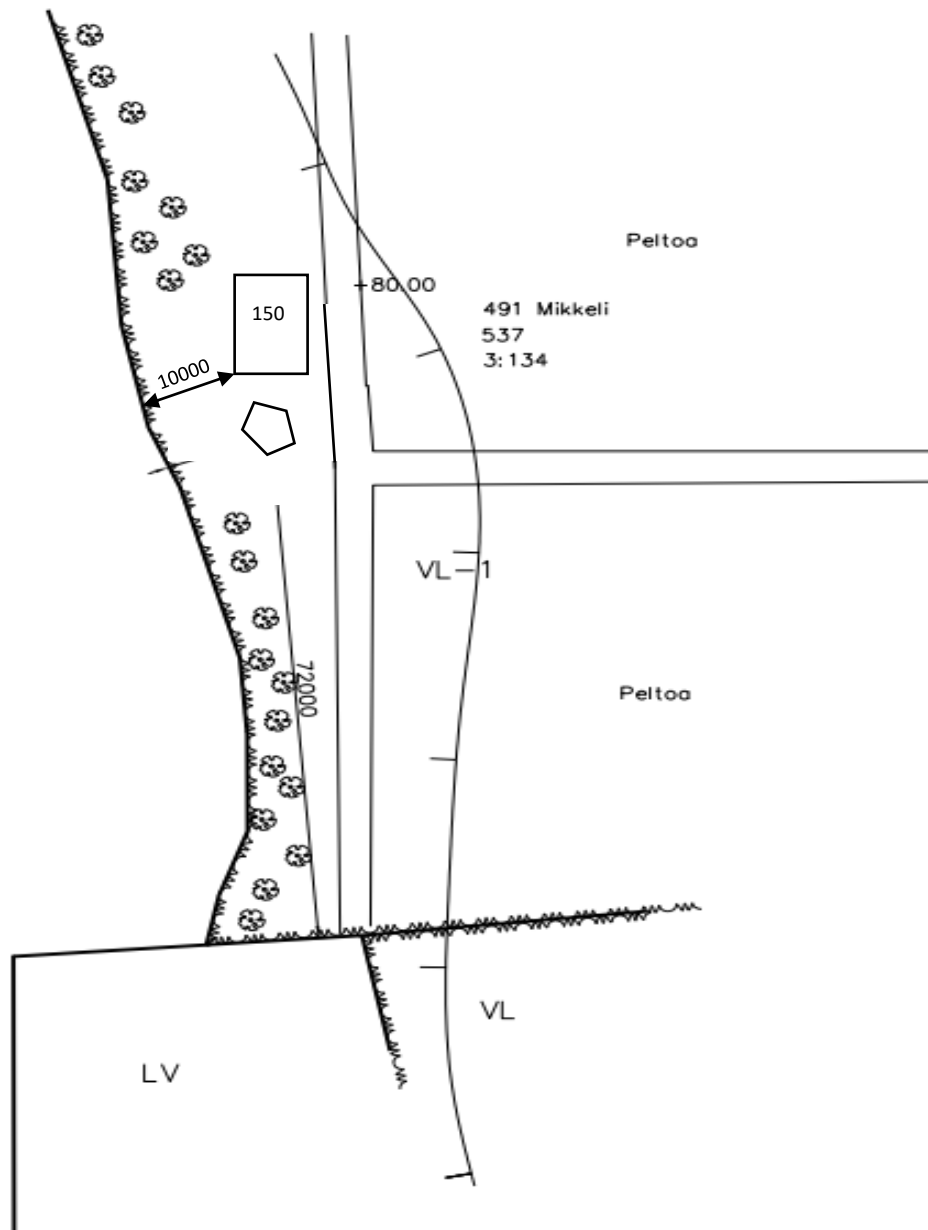 Peltoa
+80.00
150
491 Mikkeli
537
3:134
10000
VL-1
72000
Peltoa
VL
LV